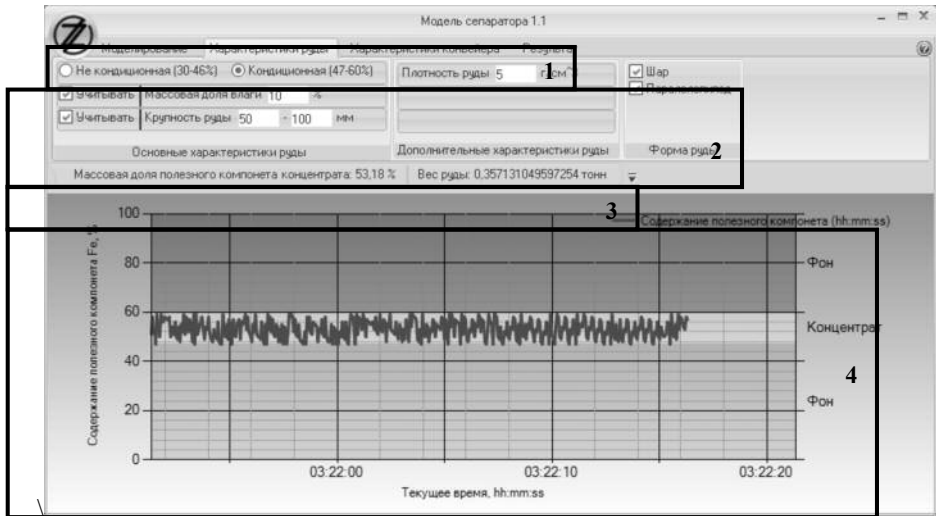 Модель сепаратора 1.1
Моделирование Характеристики руды Характеристики конвейера Результа
Не кондиционная (30-46%) Кондиционная (47-60%) Плотность руды 5 г/см^3 1 Шар
Учитывать Массовая доля влаги 10 % Параллелипед
Учитывать Крупность руды 50 - 100 мм
Основные характеристики руды Дополнительные характеристики руды Форма руды 2
Массовая доля полезного компонета концентрата: 53,18 % Вес руды: 0,357131049597254 тонн
3 Содержание полезного компонета (hh:mm:ss)
Содержание полезного компонета Fe, %
100
80 Фон
60
Концентрат
40
4
20 Фон
0
03:22:00 03:22:10 03:22:20
Текущее время, hh:mm:ss
\